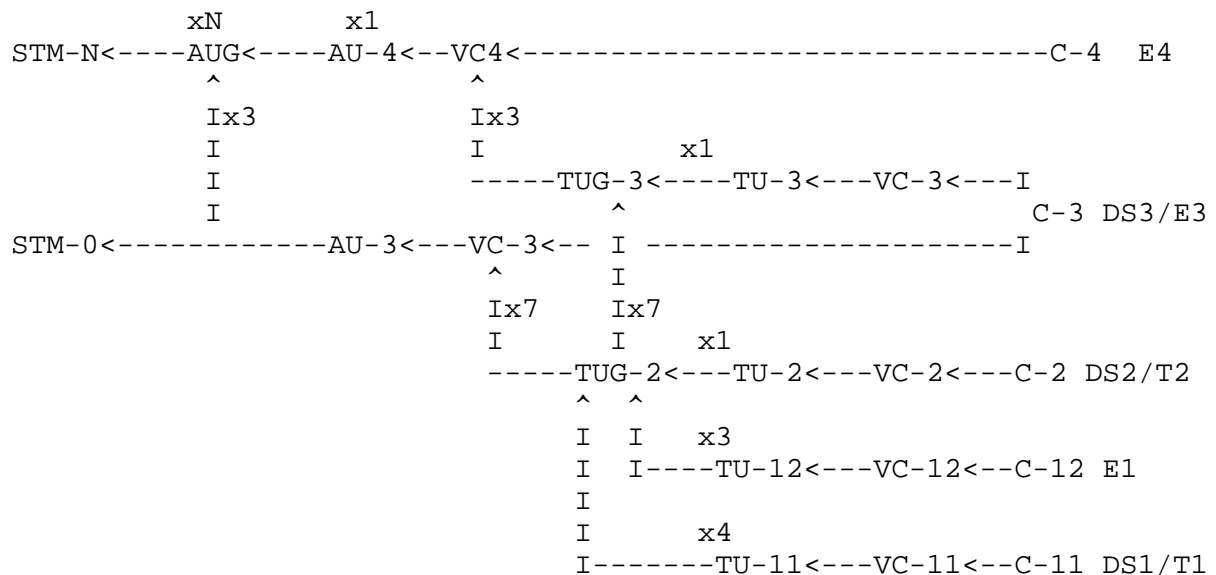 xN        x1
STM-N<----AUG<----AU-4<--VC4<-------------------------------C-4  E4
           ^              ^
           Ix3            Ix3
           I              I           x1
           I              -----TUG-3<----TU-3<---VC-3<---I
           I                       ^                       C-3 DS3/E3
STM-0<------------AU-3<---VC-3<-- I ---------------------I
                           ^      I
                           Ix7    Ix7
                           I      I    x1
                           -----TUG-2<---TU-2<---VC-2<---C-2 DS2/T2
                                ^  ^
                                I  I   x3
                                I  I----TU-12<---VC-12<--C-12 E1
                                I
                                I      x4
                                I-------TU-11<---VC-11<--C-11 DS1/T1